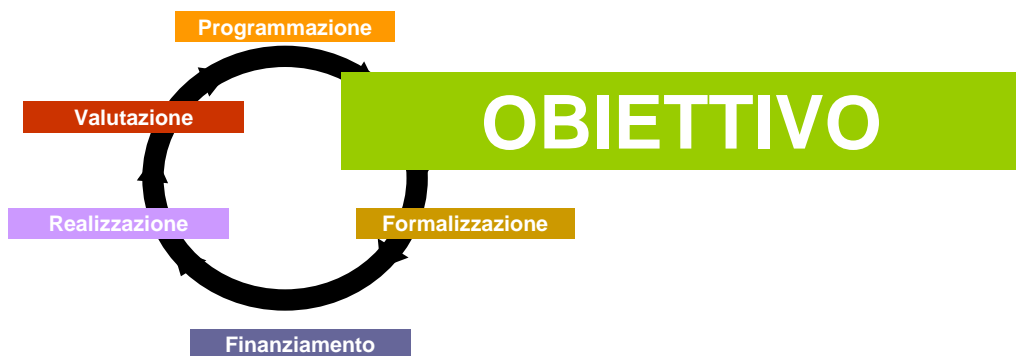 Programmazione
OBIETTIVO
Valutazione
Realizzazione
Formalizzazione
Finanziamento